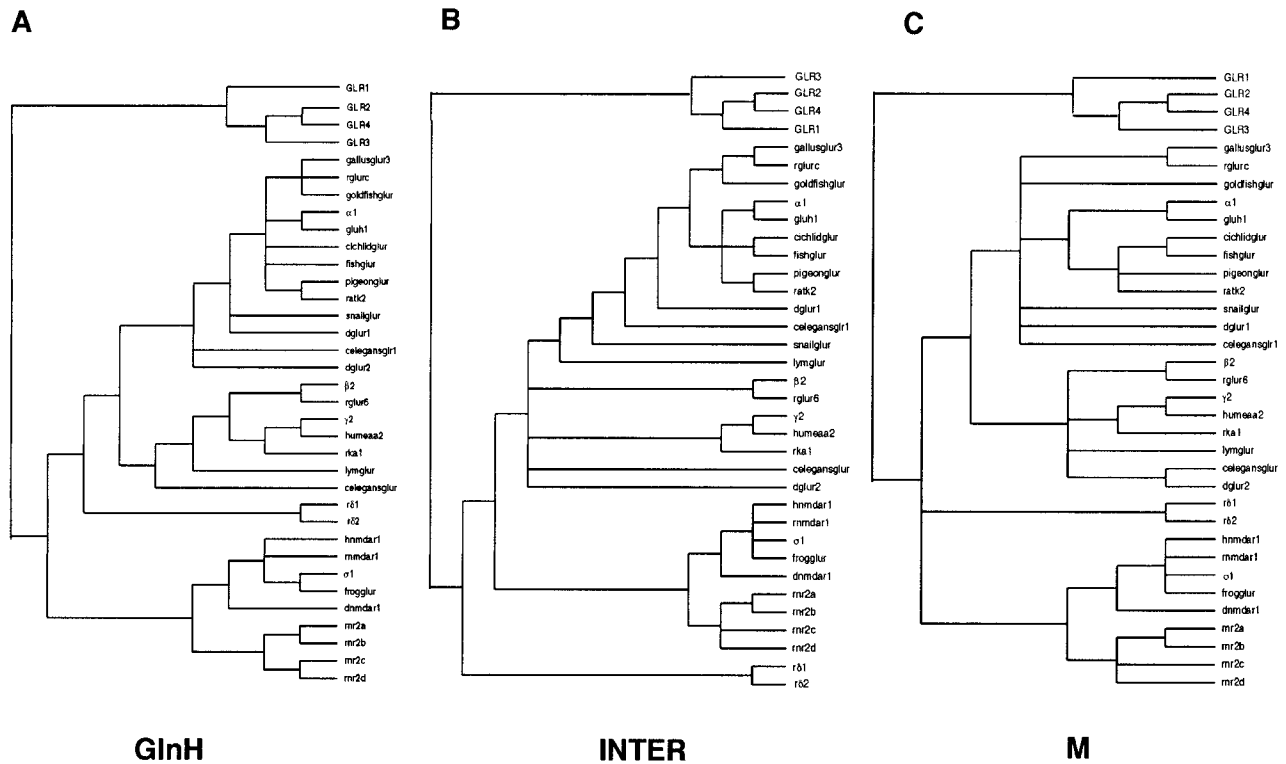 A
GLR1
GLR2
GLR4
GLR3
gallusglur3
rglurc
goldfishglur
α1
gluh1
cichlidglur
fishglur
pigeonglur
ratk2
snailglur
dglur1
celegansglr1
dglur2
β2
rglur6
γ2
humeaa2
rka1
lymglur
celegansglur
rδ1
rδ2
hnmdar1
rnmdar1
σ1
frogglur
dnmdar1
rnr2a
rnr2b
rnr2c
rnr2d
GlnH
B
GLR3
GLR2
GLR4
GLR1
gallusglur3
rglurc
goldfishglur
α1
gluh1
cichlidglur
fishglur
pigeonglur
ratk2
dglur1
celegansglr1
snailglur
lymglur
β2
rglur6
γ2
humeaa2
rka1
celegansglur
dglur2
hnmdar1
rnmdar1
σ1
frogglur
dnmdar1
rnr2a
rnr2b
rnr2c
rnr2d
rδ1
rδ2
INTER
C
GLR1
GLR2
GLR4
GLR3
gallusglur3
rglurc
goldfishglur
α1
gluh1
cichlidglur
fishglur
pigeonglur
ratk2
snailglur
dglur1
celegansglr1
β2
rglur6
γ2
humeaa2
rka1
lymglur
celegansglur
dglur2
rδ1
rδ2
hnmdar1
rnmdar1
σ1
frogglur
dnmdar1
rnr2a
rnr2b
rnr2c
rnr2d
M